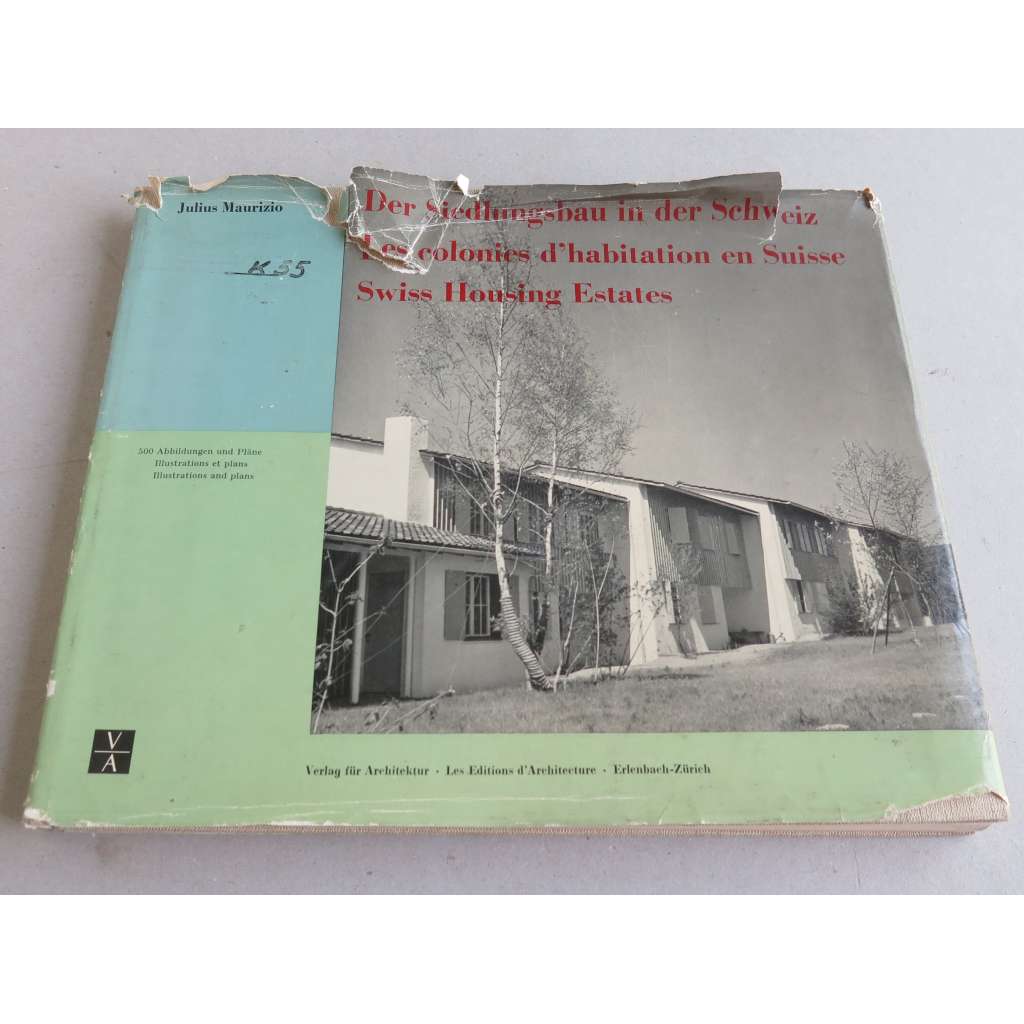 Julius Maurizio
K55
Der Siedlungsbau in der Schweiz
Les colonies d'habitation en Suisse
Swiss Housing Estates
500 Abbildungen und Pläne
Illustrations et plans
Illustrations and plans
V
A
Verlag für Architektur · Les Editions d'Architecture · Erlenbach-Zürich